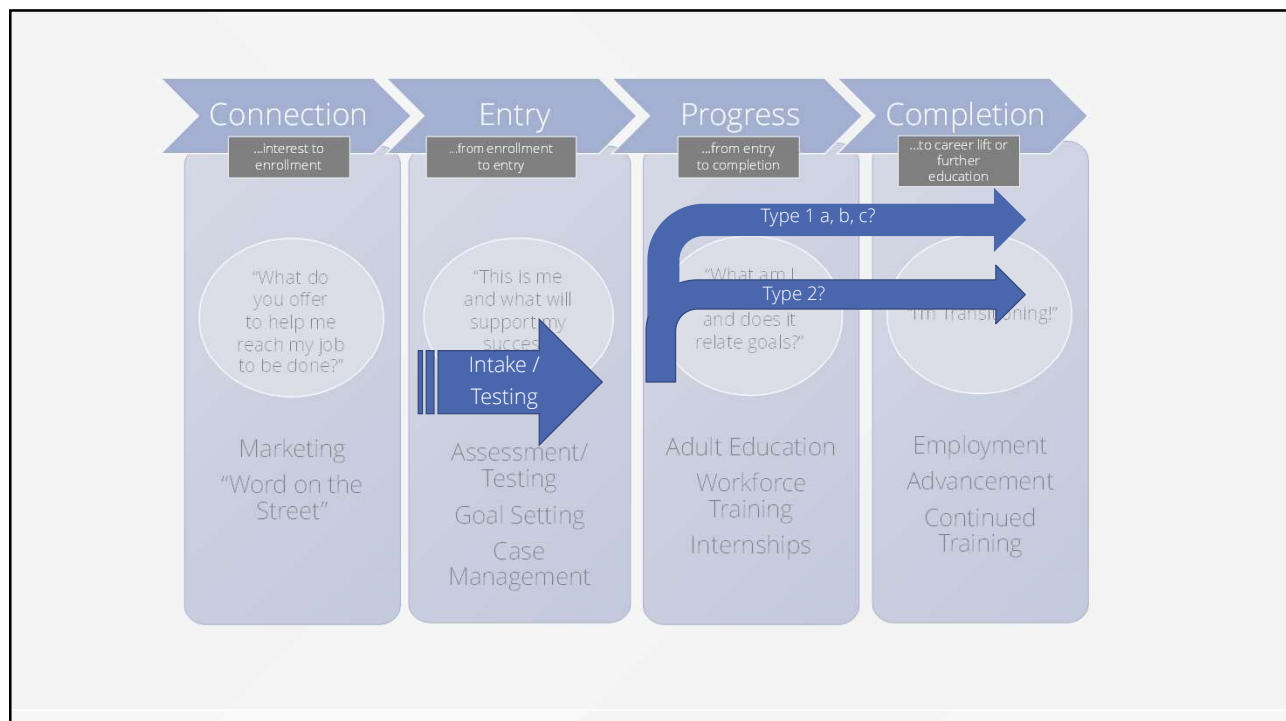 Connection
...interest to
enrollment
"What do
you offer
to help me
reach my job
to be done?"
Marketing
"Word on the
Street"
Entry
...from enrollment
to entry
"This is me
and what will
support my
Intake /
Testing
Assessment/
Testing
Goal Setting
Case
Management
Progress
...from entry
to completion
Type 1 a, b, c?
"What am I
Type 2?
and does it
relate goals?"
Adult Education
Workforce
Training
Internships
Completion
...to career lift or
further
education
"I'm Transitioning!"
Employment
Advancement
Continued
Training